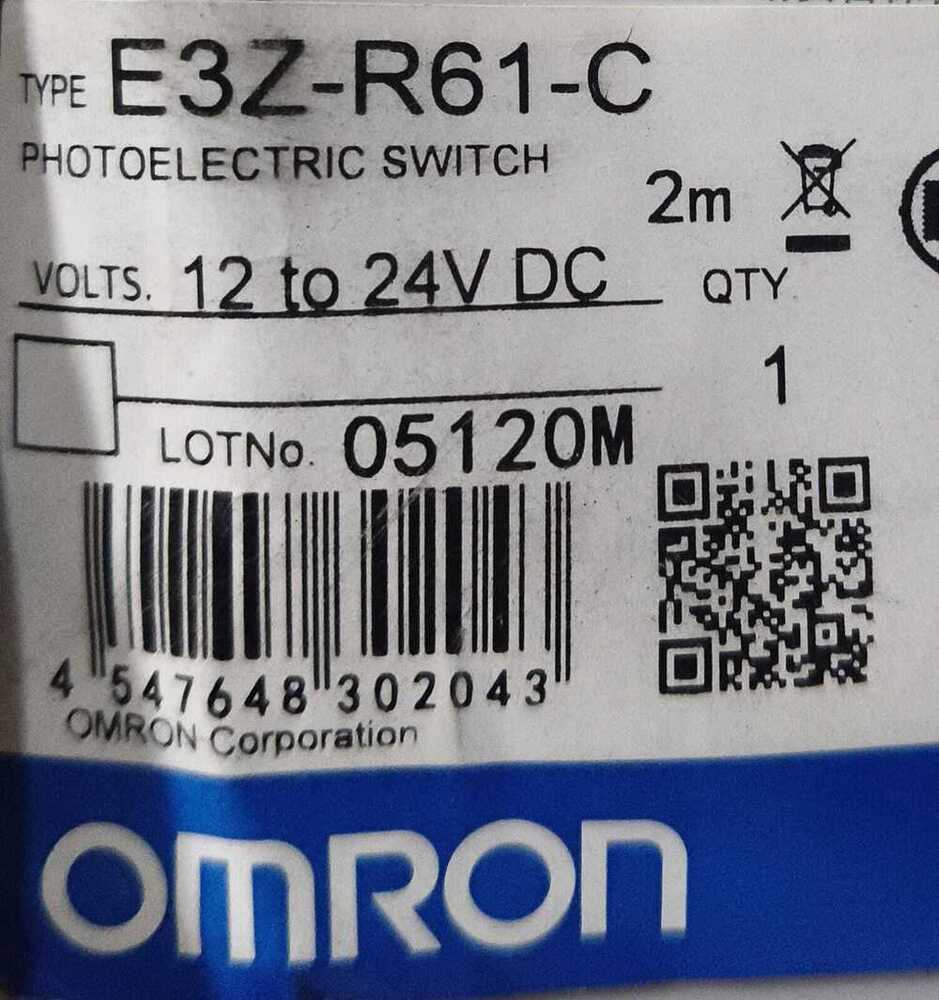 TYPE E3Z-R61-C
PHOTOELECTRIC SWITCH
2m
VOLTS. 12 to 24V DC
QTY.
1
LOTNo. 05120M
4 547648 302043
OMRON Corporation
OMRON